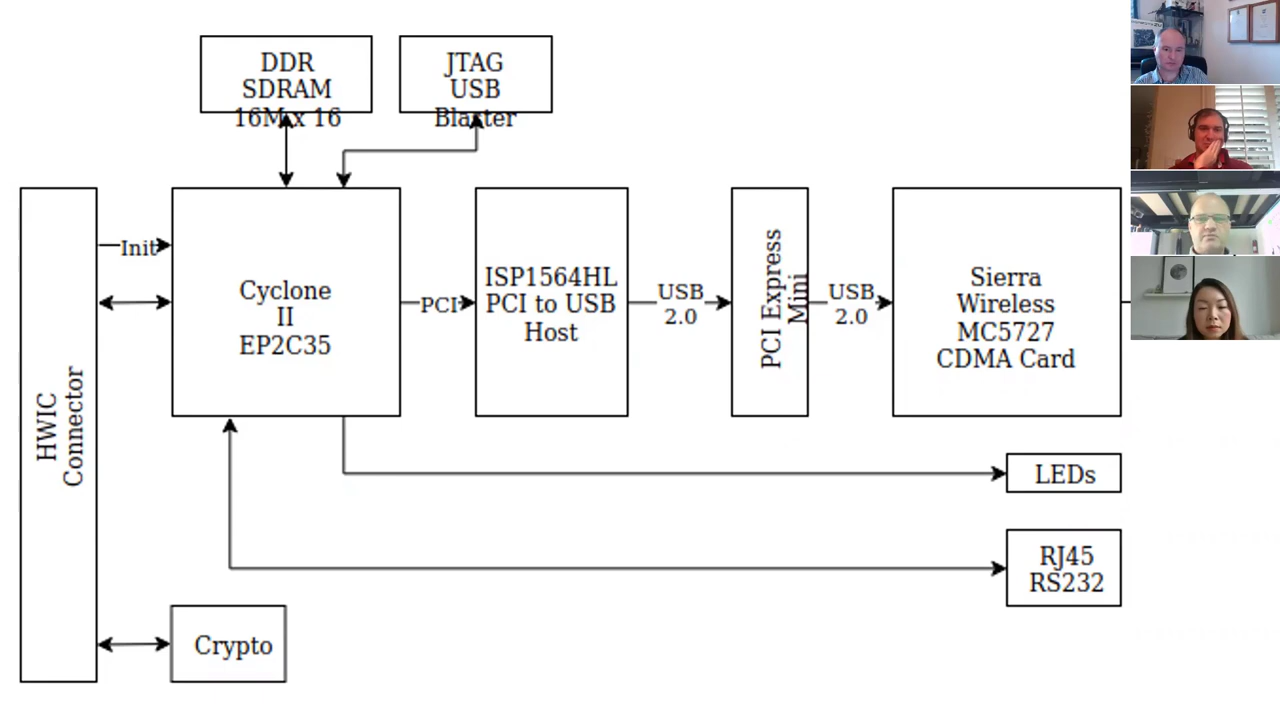 DDR
SDRAM
16M x 16
JTAG
USB
Blaster
HWIC
Connector
Init
Cyclone
II
EP2C35
PCI
ISP1564HL
PCI to USB
Host
USB
2.0
PCI Express
Mini
USB
2.0
Sierra
Wireless
MC5727
CDMA Card
LEDs
RJ45
RS232
Crypto